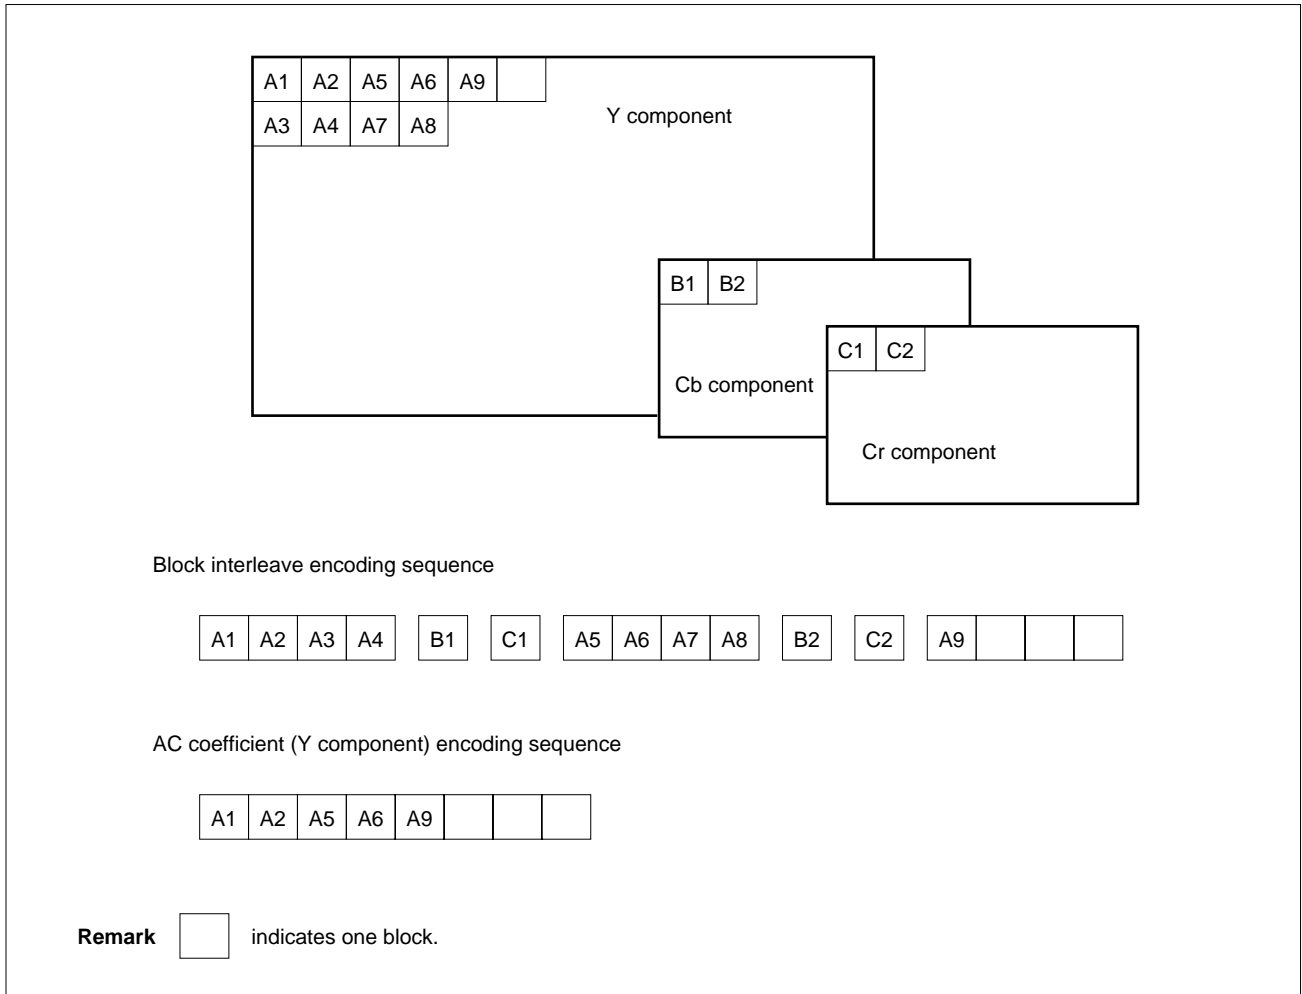 A1 A2 A5 A6 A9
Y component
A3 A4 A7 A8
B1 B2
Cb component
C1 C2
Cr component
Block interleave encoding sequence
A1 A2 A3 A4 B1 C1 A5 A6 A7 A8 B2 C2 A9
AC coefficient (Y component) encoding sequence
A1 A2 A5 A6 A9
Remark indicates one block.